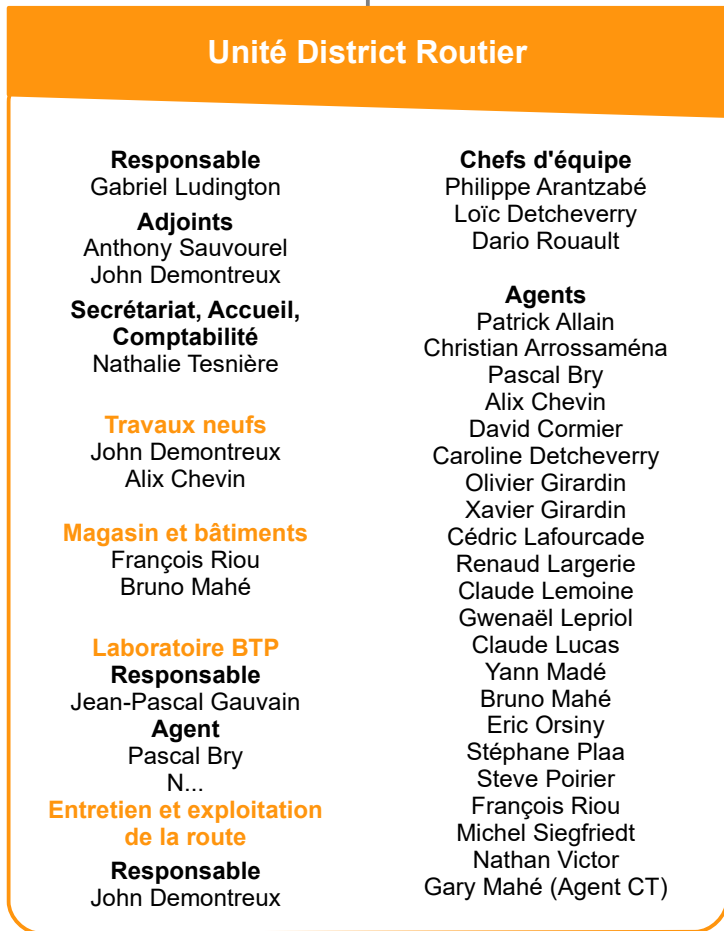 Unité District Routier
Responsable
Gabriel Ludington
Adjoints
Anthony Sauvourel
John Demontreux
Secrétariat, Accueil,
Comptabilité
Nathalie Tesnière
Travaux neufs
John Demontreux
Alix Chevin
Magasin et bâtiments
François Riou
Bruno Mahé
Laboratoire BTP
Responsable
Jean-Pascal Gauvain
Agent
Pascal Bry
N...
Entretien et exploitation
de la route
Responsable
John Demontreux
Chefs d'équipe
Philippe Arantzabé
Loïc Detcheverry
Dario Rouault
Agents
Patrick Allain
Christian Arrossaména
Pascal Bry
Alix Chevin
David Cormier
Caroline Detcheverry
Olivier Girardin
Xavier Girardin
Cédric Lafourcade
Renaud Largerie
Claude Lemoine
Gwenaël Lepriol
Claude Lucas
Yann Madé
Bruno Mahé
Eric Orsiny
Stéphane Plaa
Steve Poirier
François Riou
Michel Siegfriedt
Nathan Victor
Gary Mahé (Agent CT)